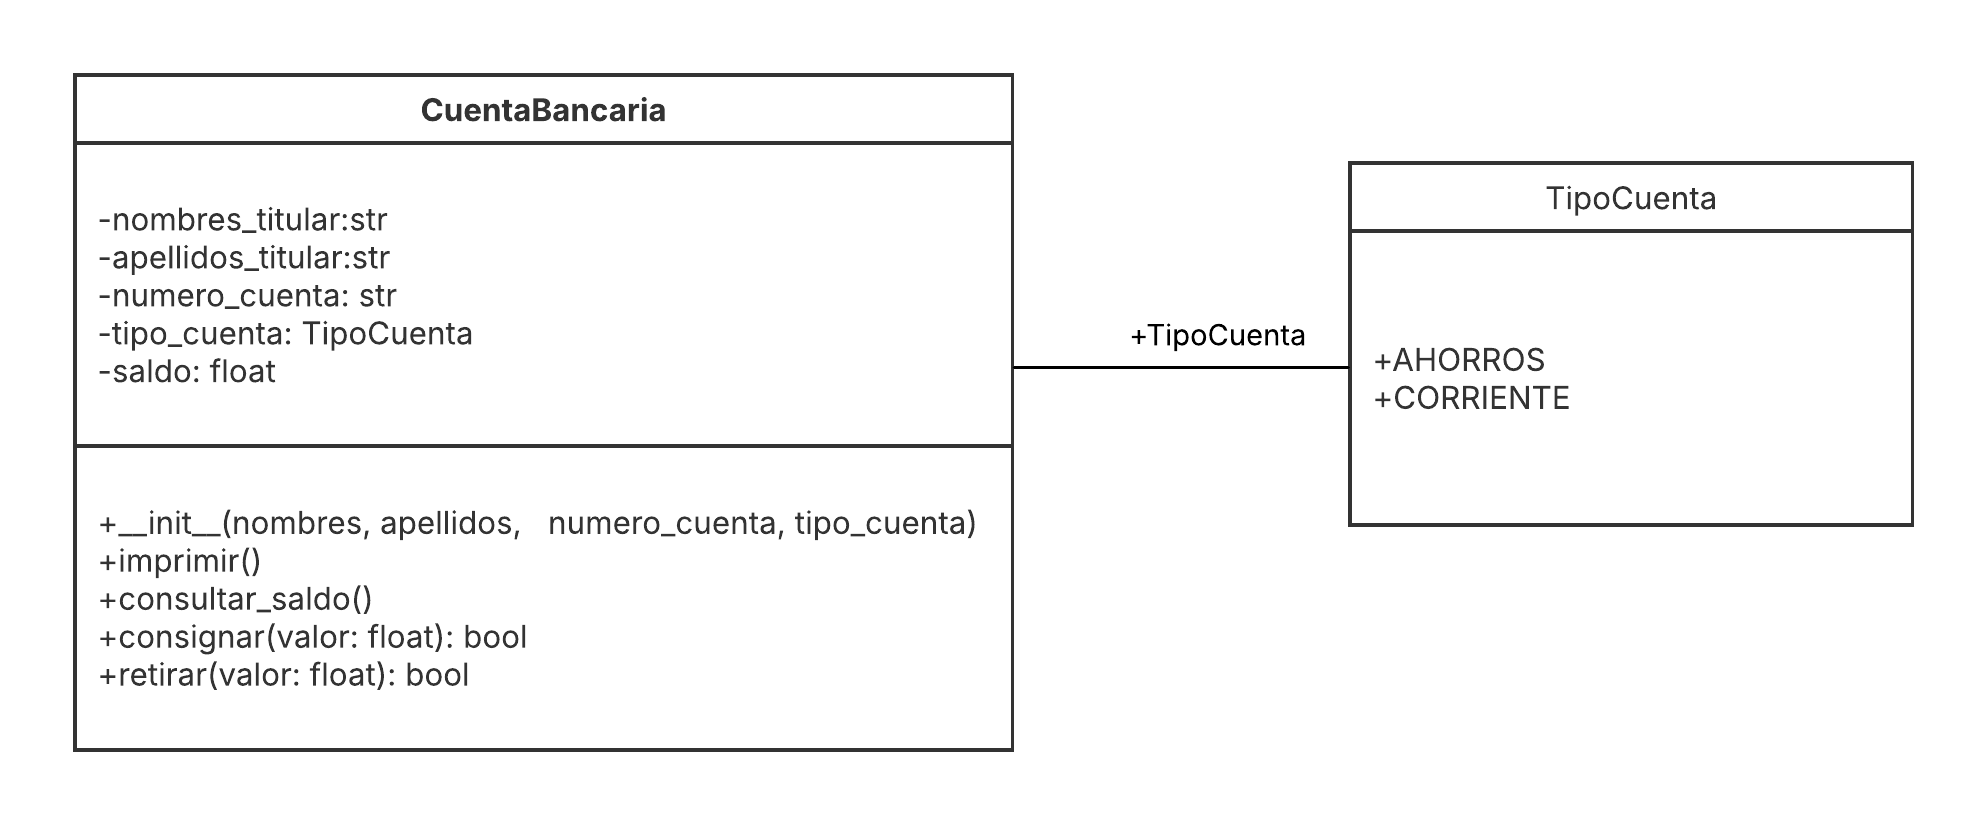 CuentaBancaria
-nombres_titular:str
-apellidos_titular:str
-numero_cuenta: str
-tipo_cuenta: TipoCuenta
-saldo: float
+__init__(nombres, apellidos,   numero_cuenta, tipo_cuenta)
+imprimir()
+consultar_saldo()
+consignar(valor: float): bool
+retirar(valor: float): bool
+TipoCuenta
TipoCuenta
+AHORROS
+CORRIENTE